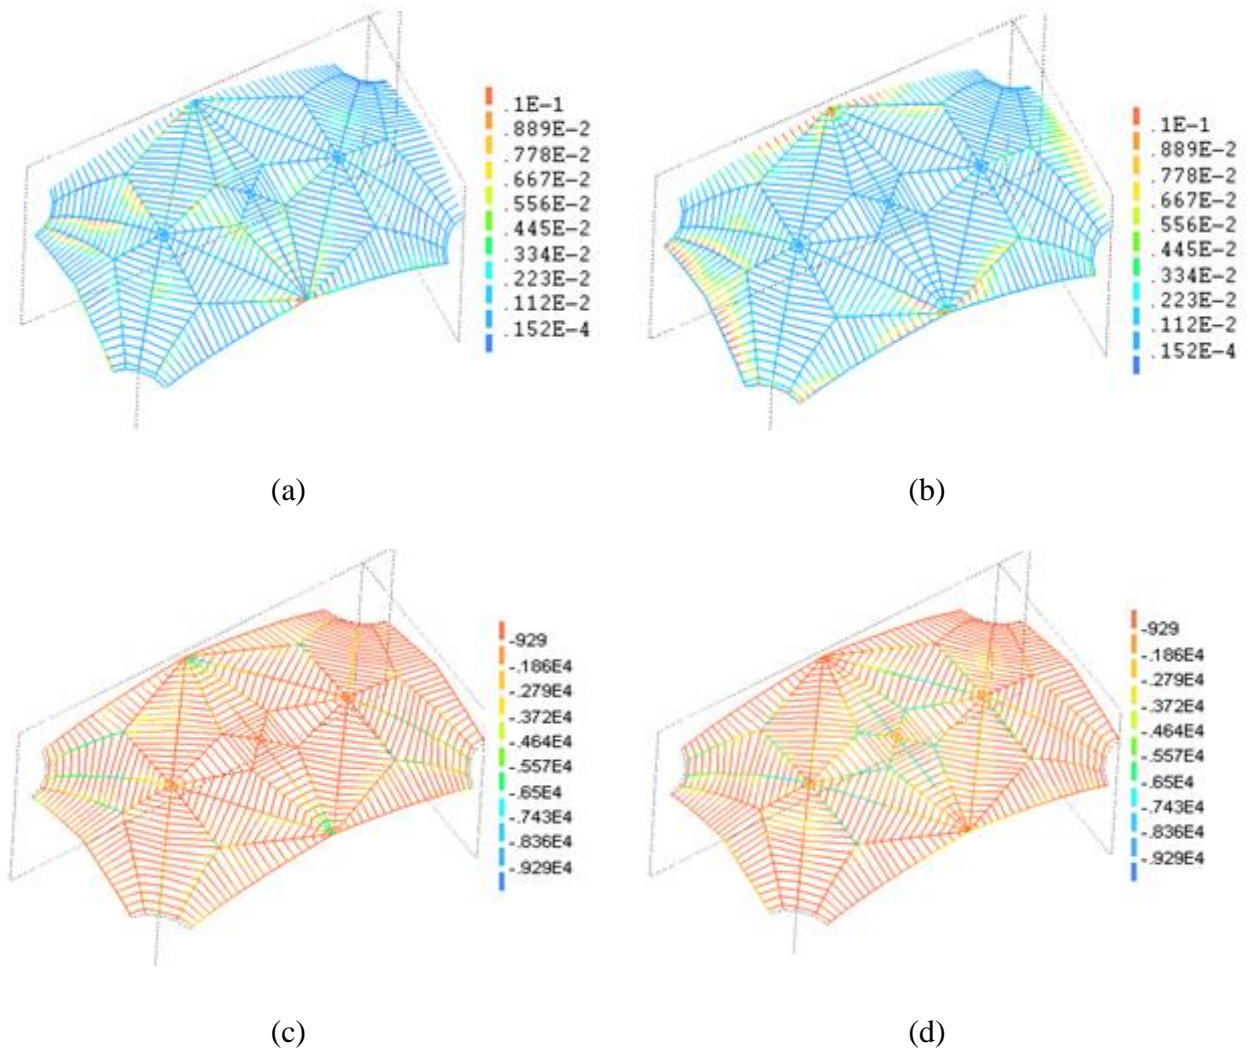 .1E-1
.889E-2
.778E-2
.667E-2
.556E-2
.445E-2
.334E-2
.223E-2
.112E-2
.152E-4
(a)
.1E-1
.889E-2
.778E-2
.667E-2
.556E-2
.445E-2
.334E-2
.223E-2
.112E-2
.152E-4
(b)
-929
-.186E4
-.279E4
-.372E4
-.464E4
-.557E4
-.65E4
-.743E4
-.836E4
-.929E4
(c)
-929
-.186E4
-.279E4
-.372E4
-.464E4
-.557E4
-.65E4
-.743E4
-.836E4
-.929E4
(d)